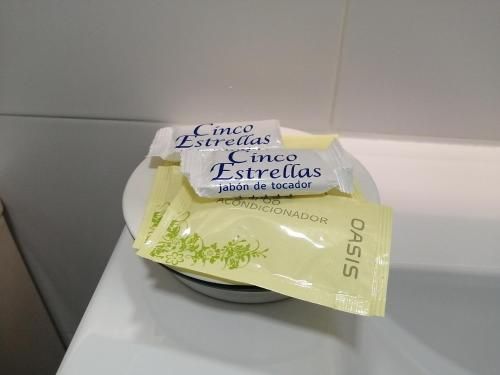 Cinco
Estrellas
Cinco
Estrellas
jabón de tocador
ACONDICIONADOR
OASIS